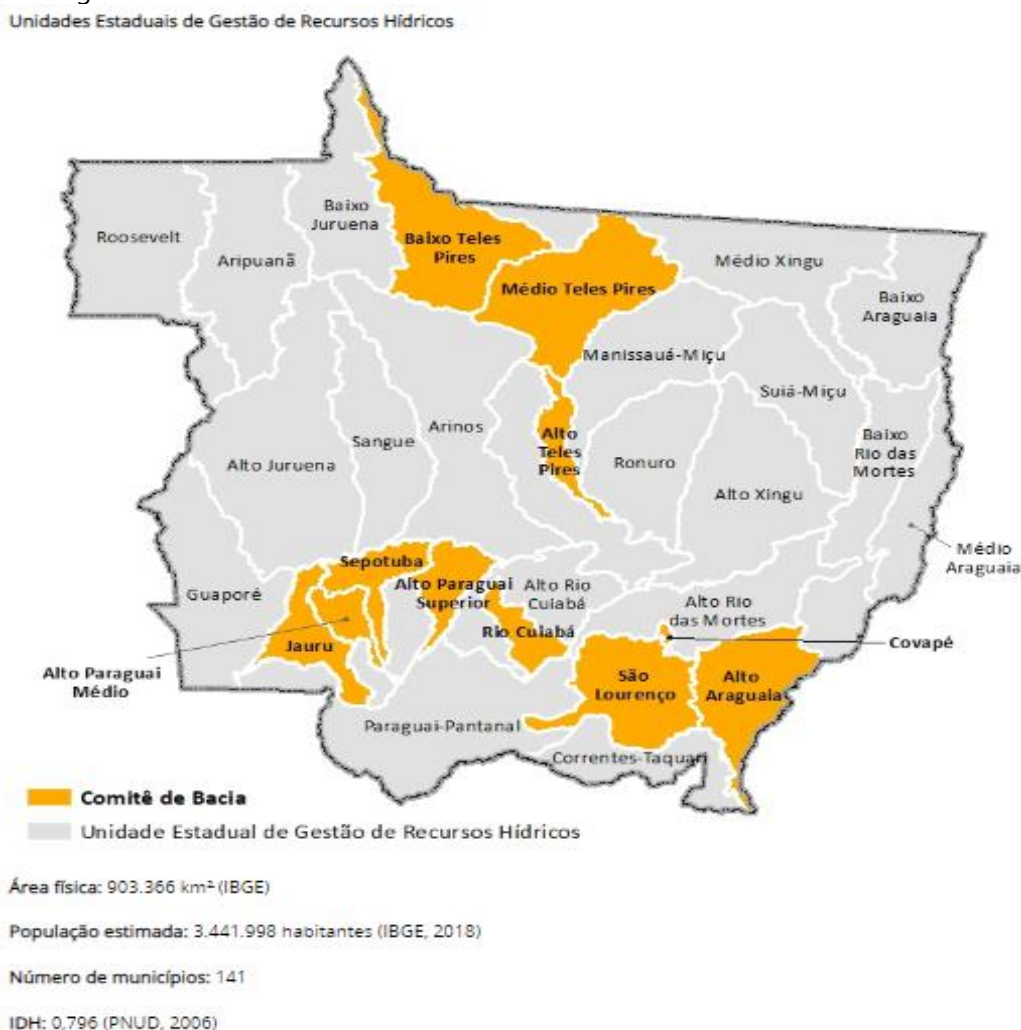 Unidades Estaduais de Gestão de Recursos Hídricos
Baixo
Juruena
Roosevelt
Aripuanã
Baixo Teles
Pires
Médio Teles Pires
Médio Xingu
Baixo
Araguaia
Manissauá-Miçu
Suiá-Miçu
Arinos
Sangue
Alto Juruena
Alto
Teles
Pires
Ronuro
Baixo
Rio das
Mortes
Alto Xingu
Médio
Araguaia
Sepotuba
Guaporé
Alto Paraguai
Superior
Alto Rio
Cuiabá
Alto Rio
das Mortes
Rio Cuiabá
Covapé
Jauru
Alto Paraguai
Médio
São
Lourenço
Alto
Araguaia
Paraguai-Pantanal
Correntes-Taquari
Comitê de Bacia
Unidade Estadual de Gestão de Recursos Hídricos
Área física: 903.366 km² (IBGE)
População estimada: 3.441.998 habitantes (IBGE, 2018)
Número de municípios: 141
IDH: 0,796 (PNUD, 2006)